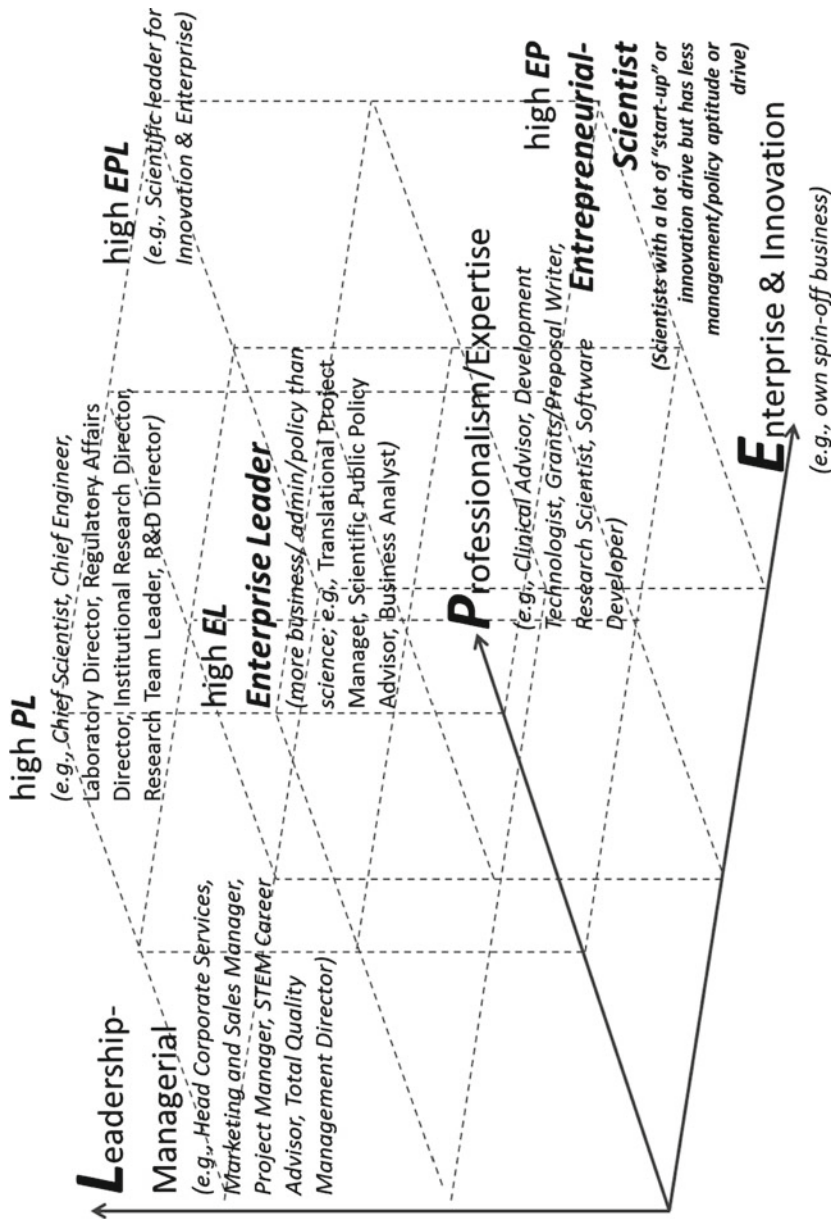 Leadership-
Managerial
(e.g., Head Corporate Services,
Marketing and Sales Manager,
Project Manager, STEM Career
Advisor, Total Quality
Management Director)
high PL
(e.g., Chief Scientist, Chief Engineer,
Laboratory Director, Regulatory Affairs
Director, Institutional Research Director,
Research Team Leader, R&D Director)
high EL
Enterprise Leader
(more business/ admin/policy than
science; e.g., Translational Project
Manager, Scientific Public Policy
Advisor, Business Analyst)
high EPL
(e.g., Scientific leader for
Innovation & Enterprise)
Professionalism/Expertise
(e.g., Clinical Advisor, Development
Technologist, Grants/Proposal Writer,
Research Scientist, Software
Developer)
high EP
Entrepreneurial-
Scientist
(Scientists with a lot of "start-up" or
innovation drive but has less
management/policy aptitude or
drive)
Enterprise & Innovation
(e.g., own spin-off business)